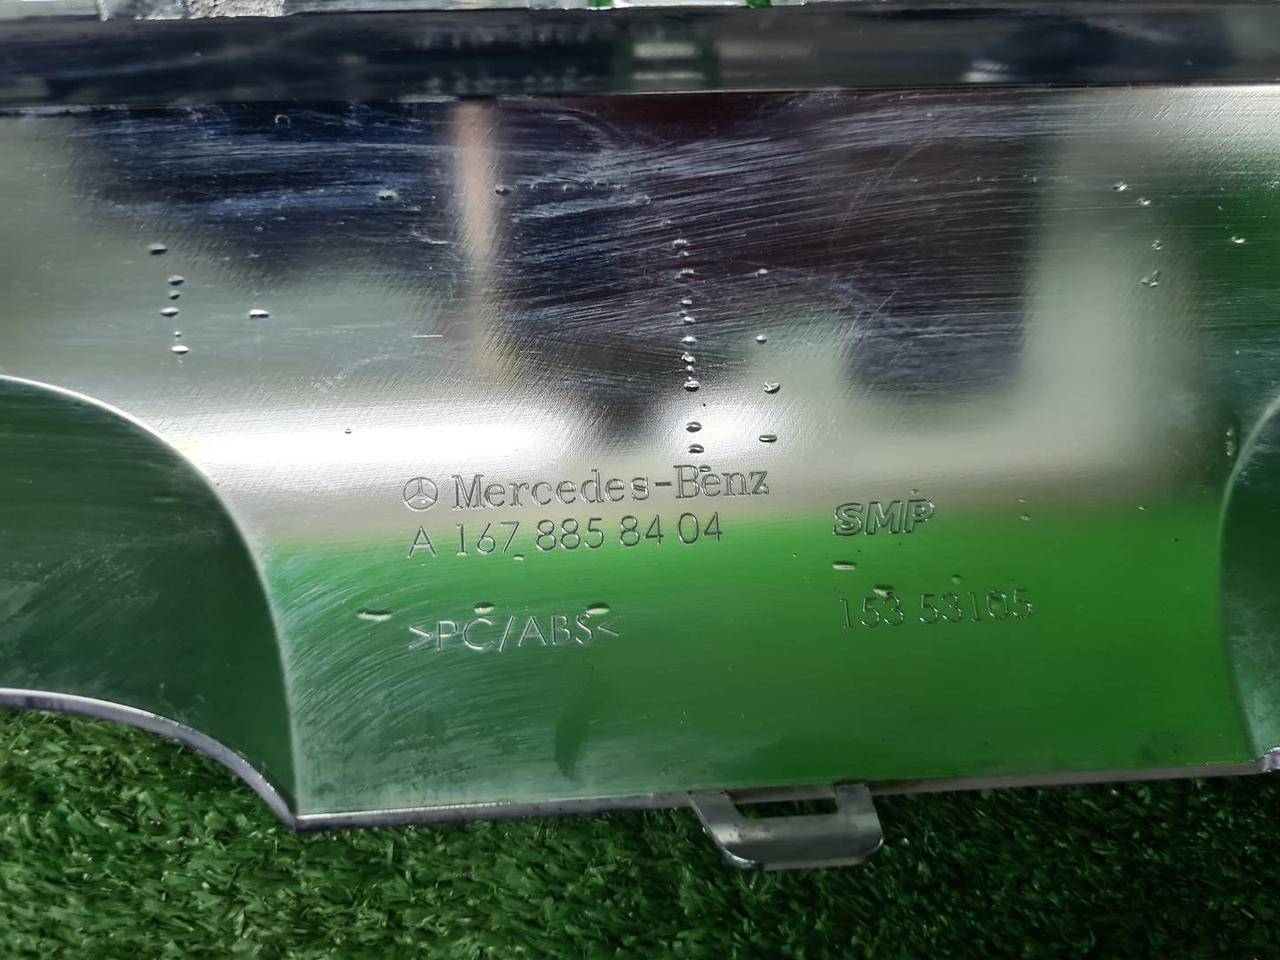 Mercedes-Benz
A 167 885 84 04
SMP
>PC/ABS<
153 53105